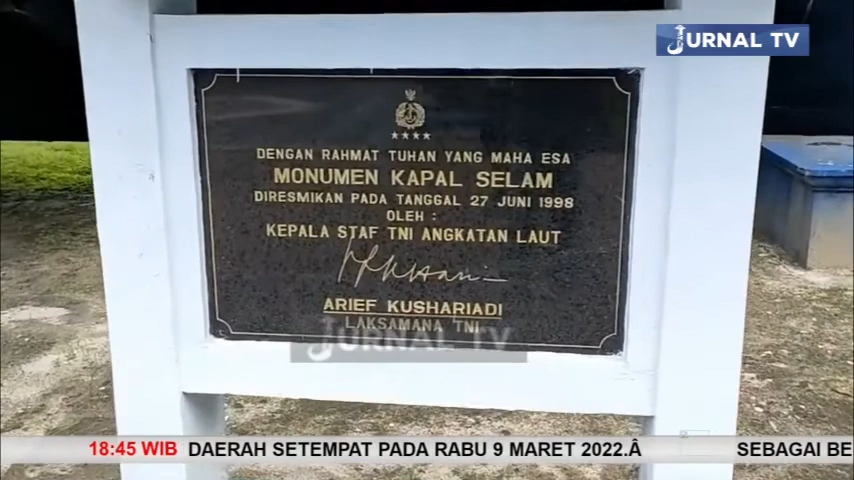 JURNAL TV
DENGAN RAHMAT TUHAN YANG MAHA ESA
MONUMEN KAPAL SELAM
DIRESMIKAN PADA TANGGAL 27 JUNI 1998
OLEH :
KEPALA STAF TNI ANGKATAN LAUT
ARIEF KUSHARIADI
LAKSAMANA TNI
JURNAL TV
18:45 WIB DAERAH SETEMPAT PADA RABU 9 MARET 2022.Â SEBAGAI BE